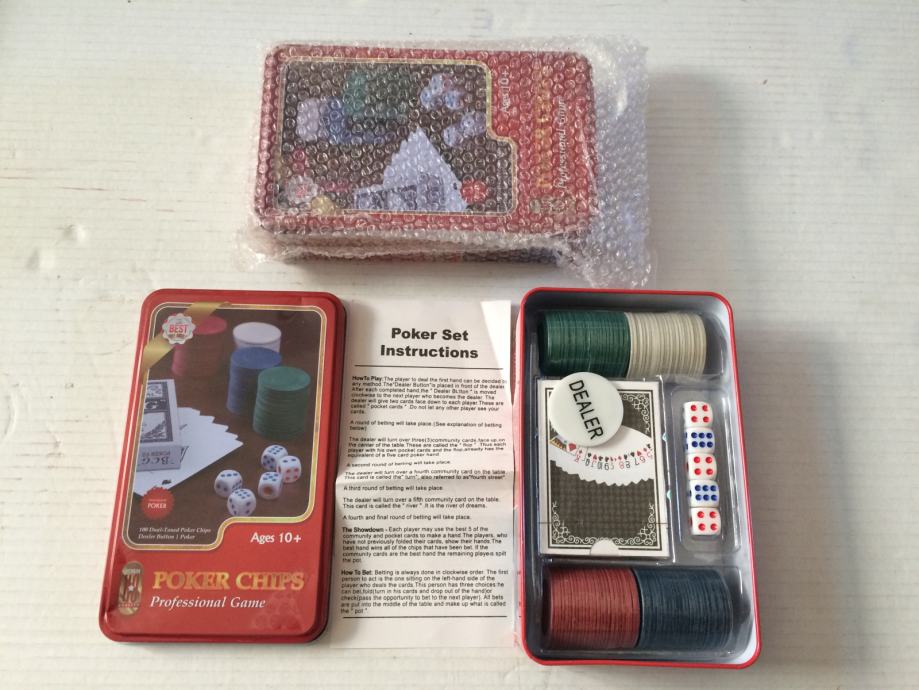 Ages 10+
Professional Game
BEST
BCG
POKER
100 Dual-Toned Poker Chips
Dealer Button 1 Poker
Ages 10+
POKER CHIPS
Professional Game
Poker Set
Instructions
HowTo Play: The player to deal the first hand can be decided by
any method.The"Dealer Button"is placed in front of the dealer.
After each completed hand,the " Dealer Button " is moved
clockwise to the next player who becomes the dealer. The
dealer will give two cards face down to each player.These are
called " pocket cards " .Do not let any other player see your
cards.
A round of betting will take place.(See explanation of betting
below)
The dealer will turn over three(3)community cards,face up,on
the center of the table.These are called the " flop " . Thus each
player with his own pocket cards and the flop,already has the
equivalent of a five card poker hand
A second round of betting will take place.
The dealer will turn over a fourth community card on the table.
This card is called the" turn", also referred to as"fourth street".
A third round of betting will take place.
The dealer will turn over a fifth community card on the table.
This card is called the " river " .It is the river of dreams.
A fourth and final round of betting will take place.
The Showdown - Each player may use the best 5 of the
community and pocket cards to make a hand.The players, who
have not previously folded their cards, show their hands.The
best hand wins all of the chips that have been bet. If the
community cards are the best hand the remaining players spilt
the pot.
How To Bet: Betting is always done in clockwise order. The first
person to act is the one sitting on the left-hand side of the
player who deals the cards.This person has three choices he
can bet,fold(turn in his cards and drop out of the hand)or
check(pass the opportunity to bet to the next player). All bets
are put into the middle of the table and make up what is called
the " pot ".
DEALER